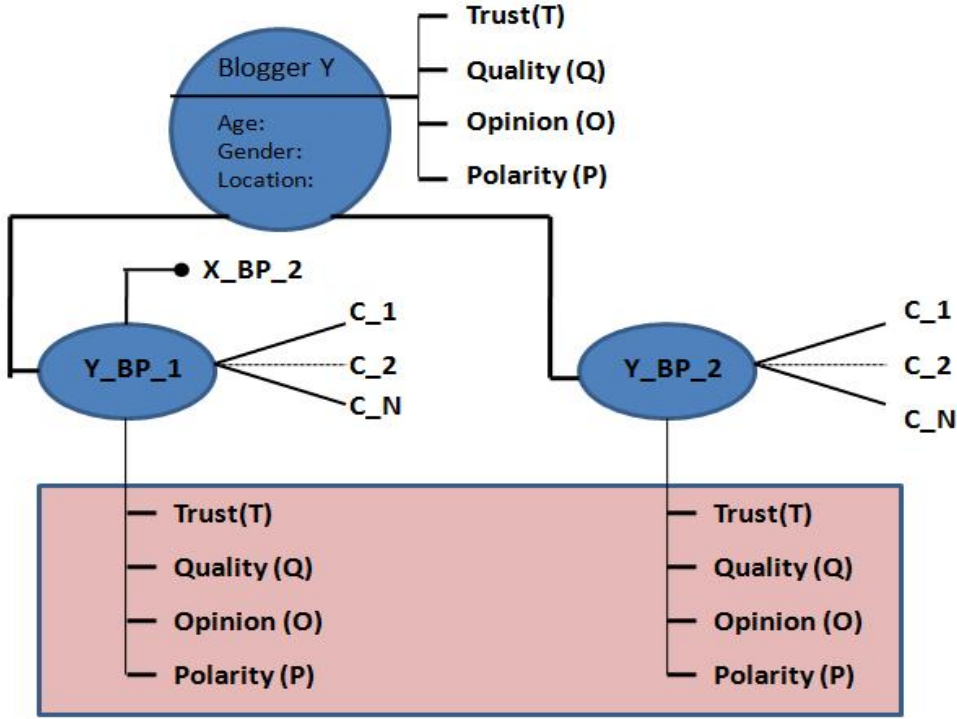 Blogger Y
Age:
Gender:
Location:
Trust(T)
Quality (Q)
Opinion (O)
Polarity (P)
X_BP_2
Y_BP_1
C_1
C_2
C_N
Y_BP_2
C_1
C_2
C_N
Trust(T)
Quality (Q)
Opinion (O)
Polarity (P)
Trust(T)
Quality (Q)
Opinion (O)
Polarity (P)